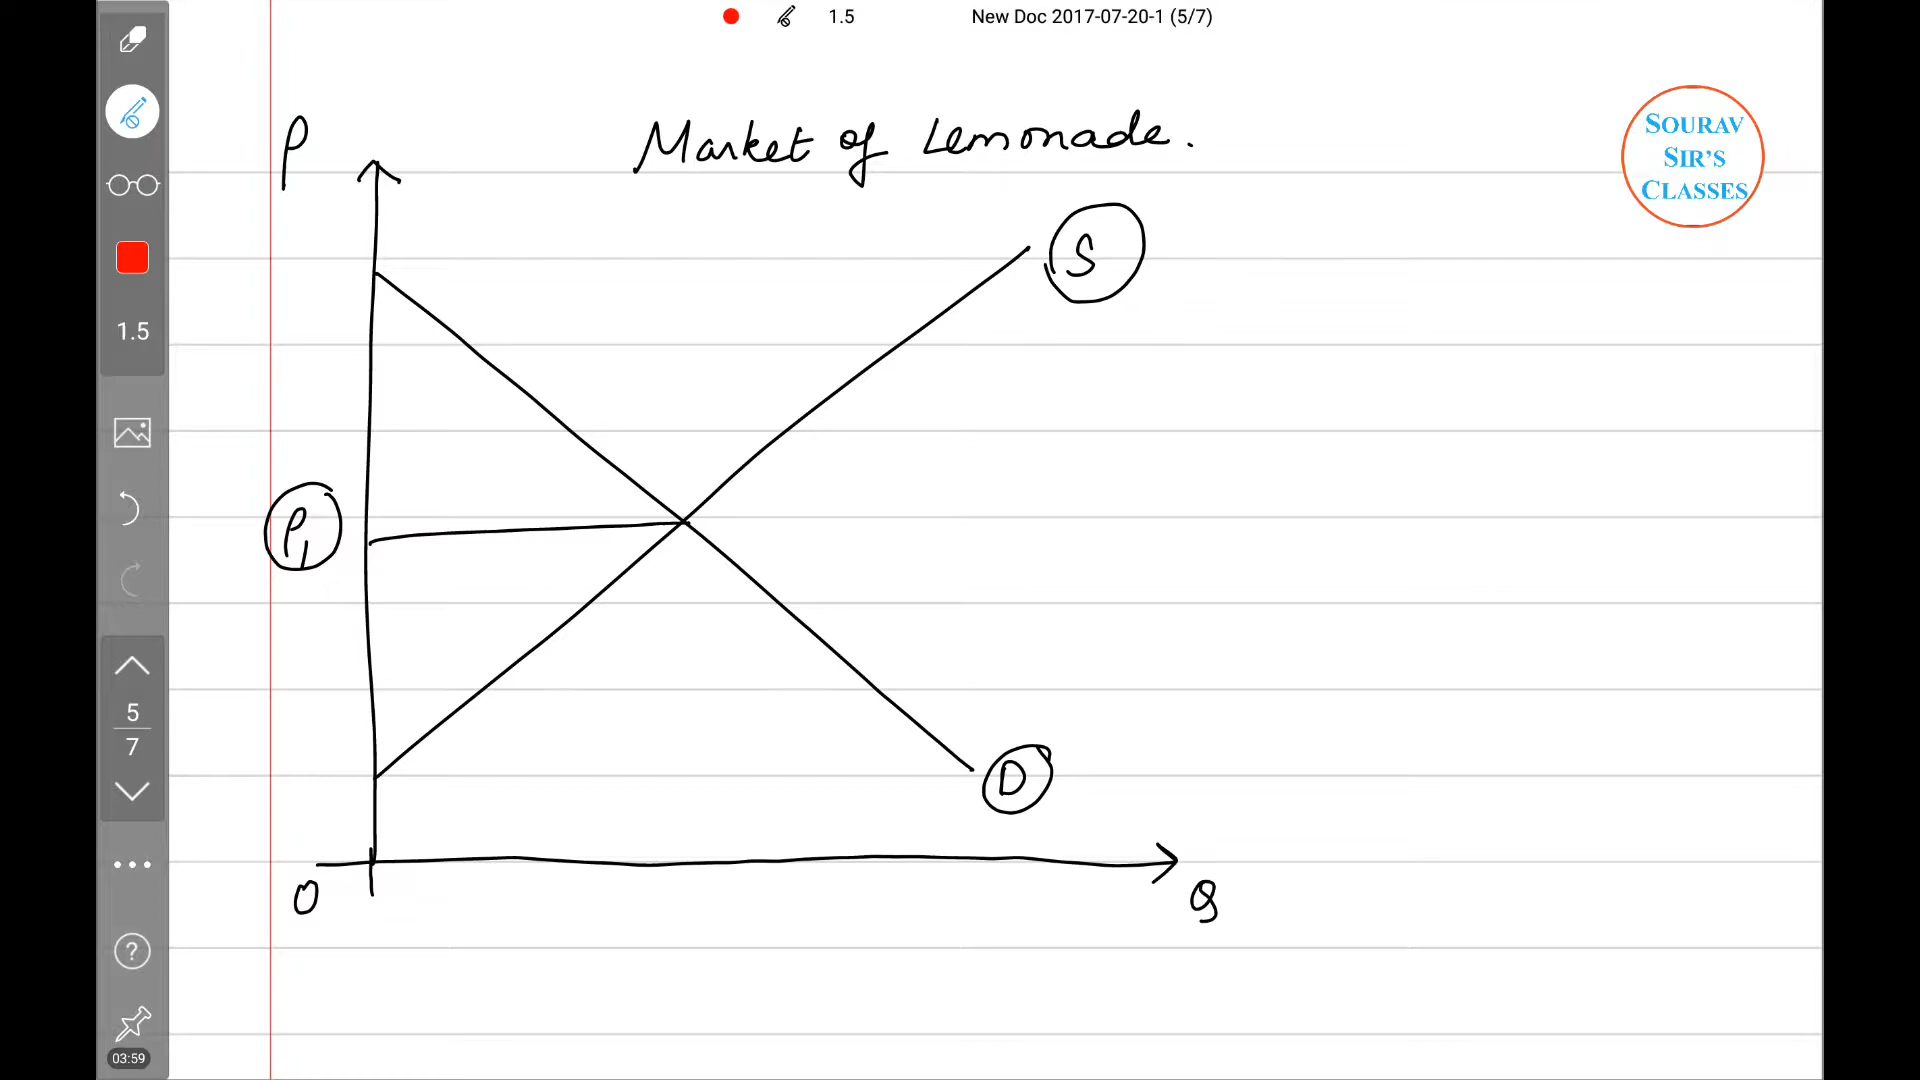 1.5 New Doc 2017-07-20-1 (5/7)
P
Market of Lemonade.
SOURAV
SIR'S
CLASSES
S
1.5
P1
5
7
D
O
Q
?
03:59